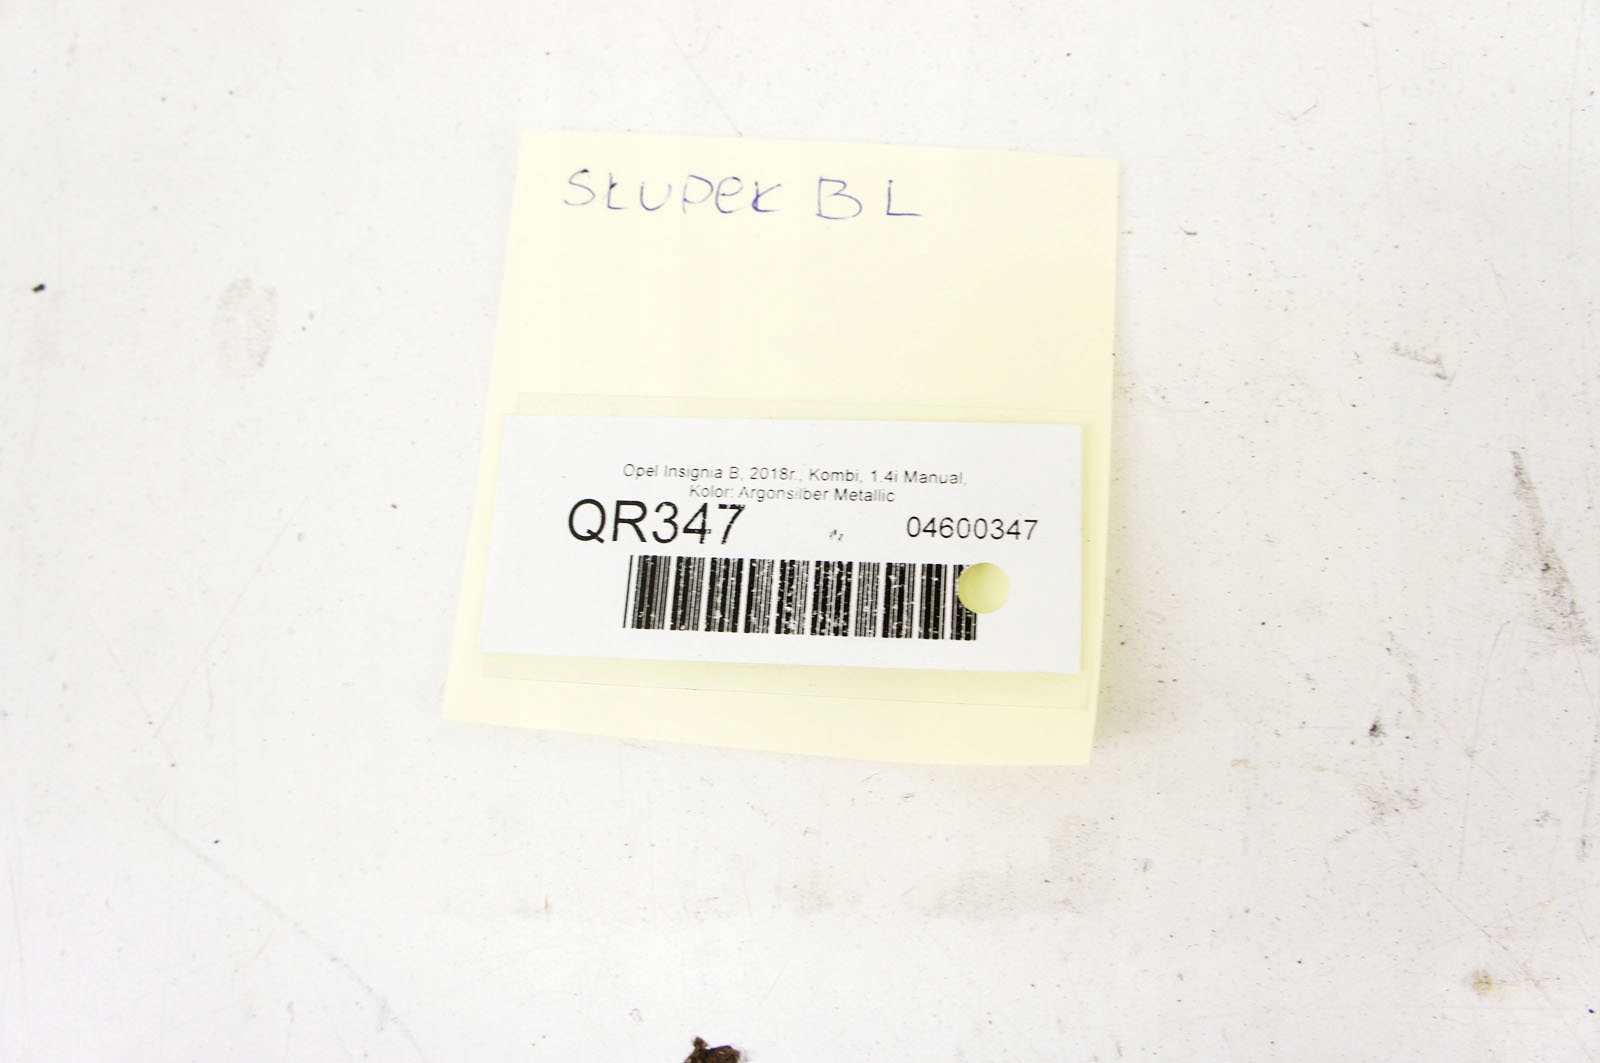 SŁUPEK B L
Opel Insignia B, 2018r., Kombi, 1.4i Manual,
Kolor: Argonsilber Metallic
QR347 04600347